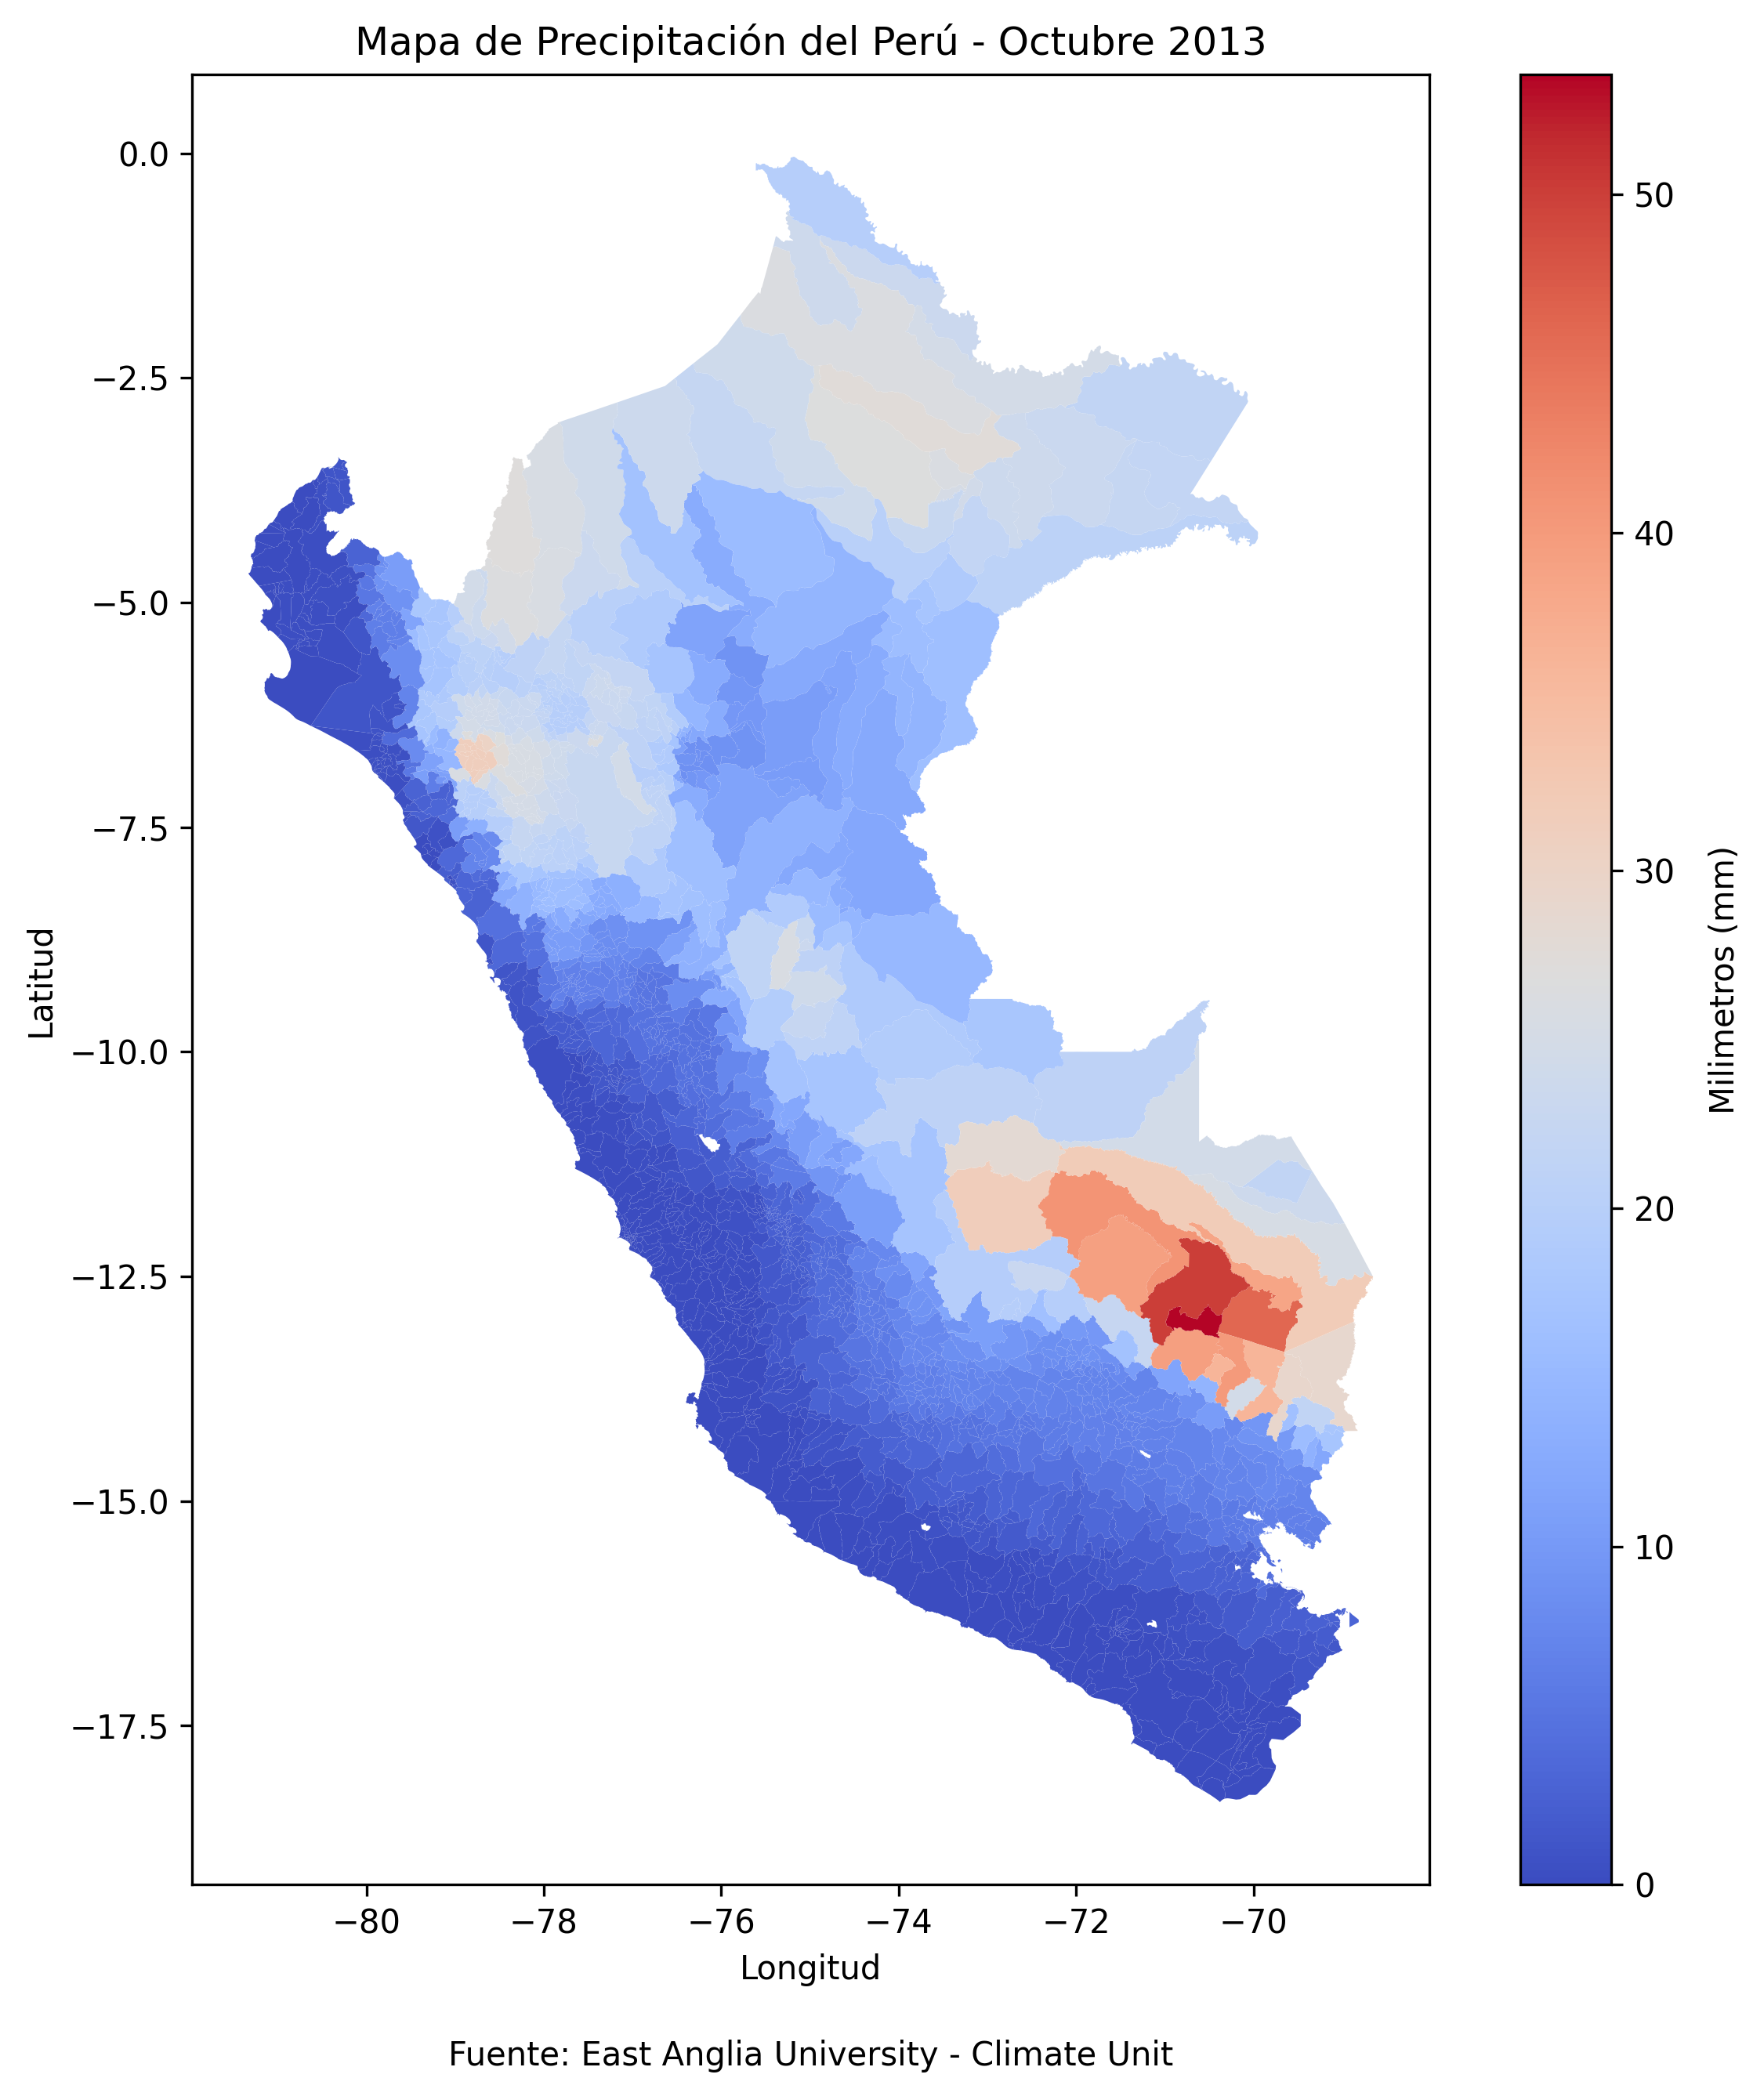 Mapa de Precipitación del Perú - Octubre 2013
0.0
−2.5
−5.0
−7.5
−10.0
−12.5
−15.0
−17.5
Latitud
−80 −78 −76 −74 −72 −70
Longitud
50
40
30
20
10
0
Milimetros (mm)
Fuente: East Anglia University - Climate Unit